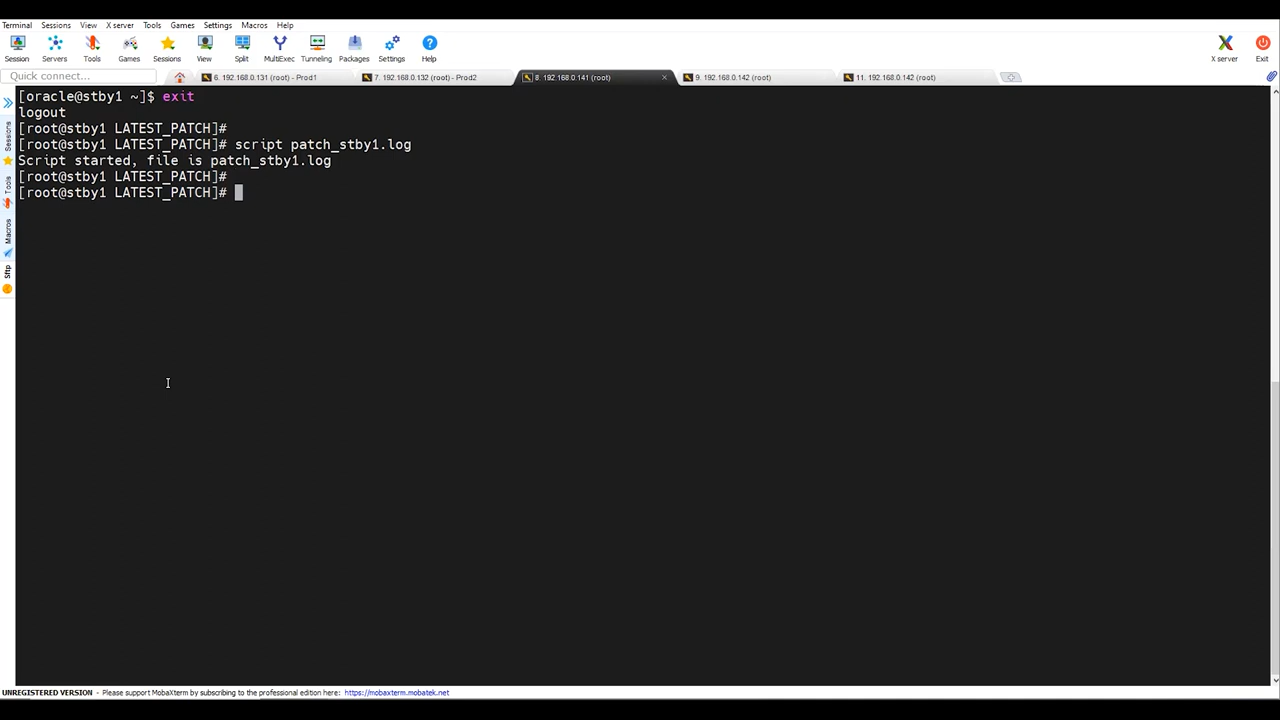 Terminal Sessions View X server Tools Games Settings Macros Help
Session Servers Tools Games Sessions View Split MultiExec Tunneling Packages Settings Help X server Exit
Quick connect... 6. 192.168.0.131 (root) - Prod1 7. 192.168.0.132 (root) - Prod2 8. 192.168.0.141 (root) 9. 192.168.0.142 (root) 11. 192.168.0.142 (root)
[oracle@stby1 ~]$ exit
logout
[root@stby1 LATEST_PATCH]#
[root@stby1 LATEST_PATCH]# script patch_stby1.log
Script started, file is patch_stby1.log
[root@stby1 LATEST_PATCH]#
[root@stby1 LATEST_PATCH]#
Sessions
Tools
Macros
Sftp
UNREGISTERED VERSION - Please support MobaXterm by subscribing to the professional edition here: https://mobaxterm.mobatek.net